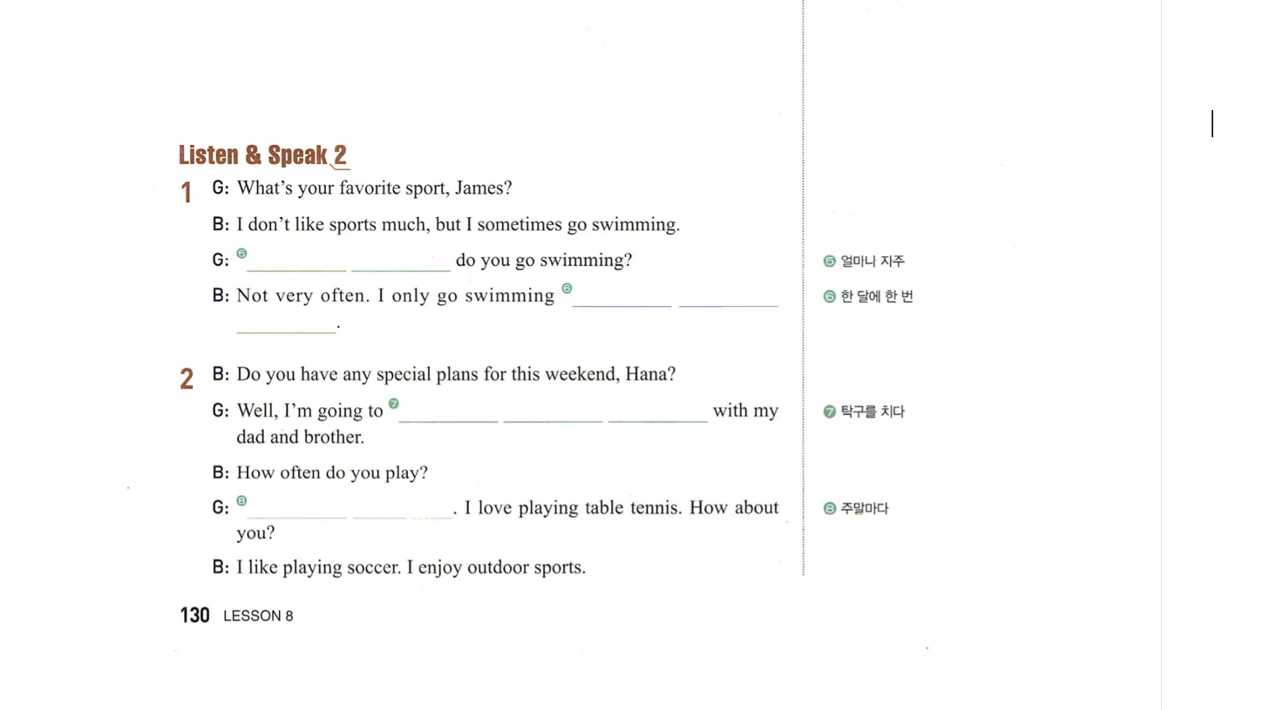 Listen & Speak 2
1 G: What's your favorite sport, James?
B: I don't like sports much, but I sometimes go swimming.
G: ⑤ ________ ________ do you go swimming? ⑤ 얼마나 자주
B: Not very often. I only go swimming ⑥ ________ ________ ⑥ 한 달에 한 번
________.
2 B: Do you have any special plans for this weekend, Hana?
G: Well, I'm going to ⑦ ________ ________ ________ with my ⑦ 탁구를 치다
dad and brother.
B: How often do you play?
G: ⑧ ________ ________. I love playing table tennis. How about ⑧ 주말마다
you?
B: I like playing soccer. I enjoy outdoor sports.
130 LESSON 8